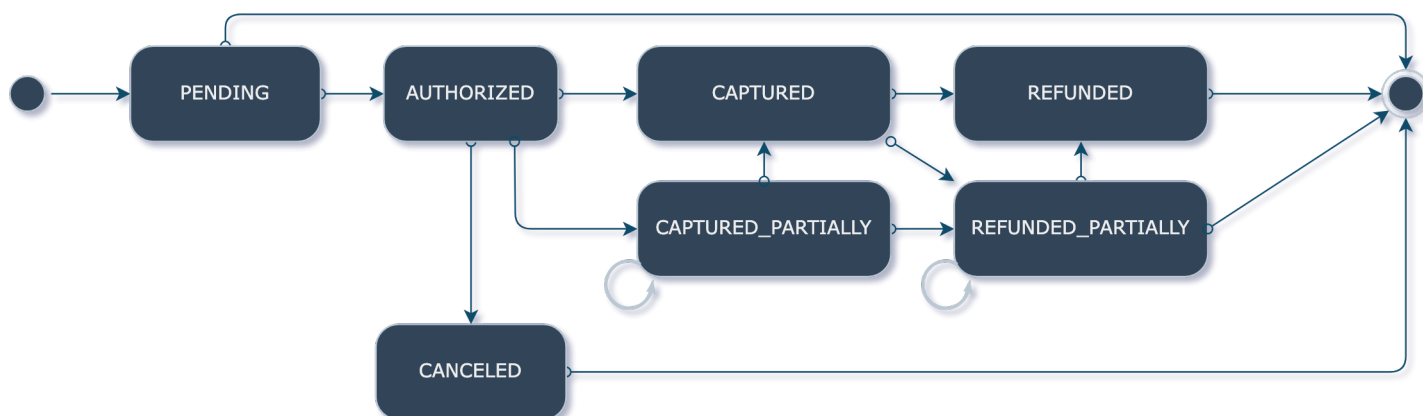 PENDING
AUTHORIZED
CAPTURED
REFUNDED
CAPTURED_PARTIALLY
REFUNDED_PARTIALLY
CANCELED